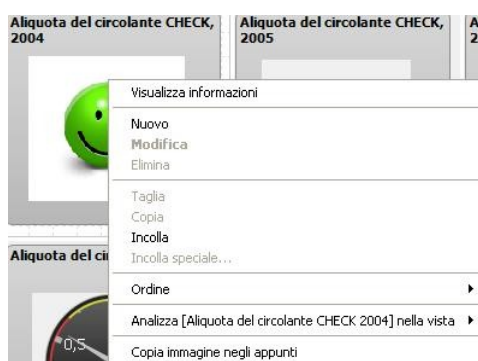 Aliquota del circolante CHECK,
2004
Aliquota del circolante CHECK,
2005
A
2
Visualizza informazioni
Nuovo
Modifica
Elimina
Taglia
Copia
Incolla
Incolla speciale...
Aliquota del ci
Ordine
Analizza [Aliquota del circolante CHECK 2004] nella vista
0,5
Copia immagine negli appunti